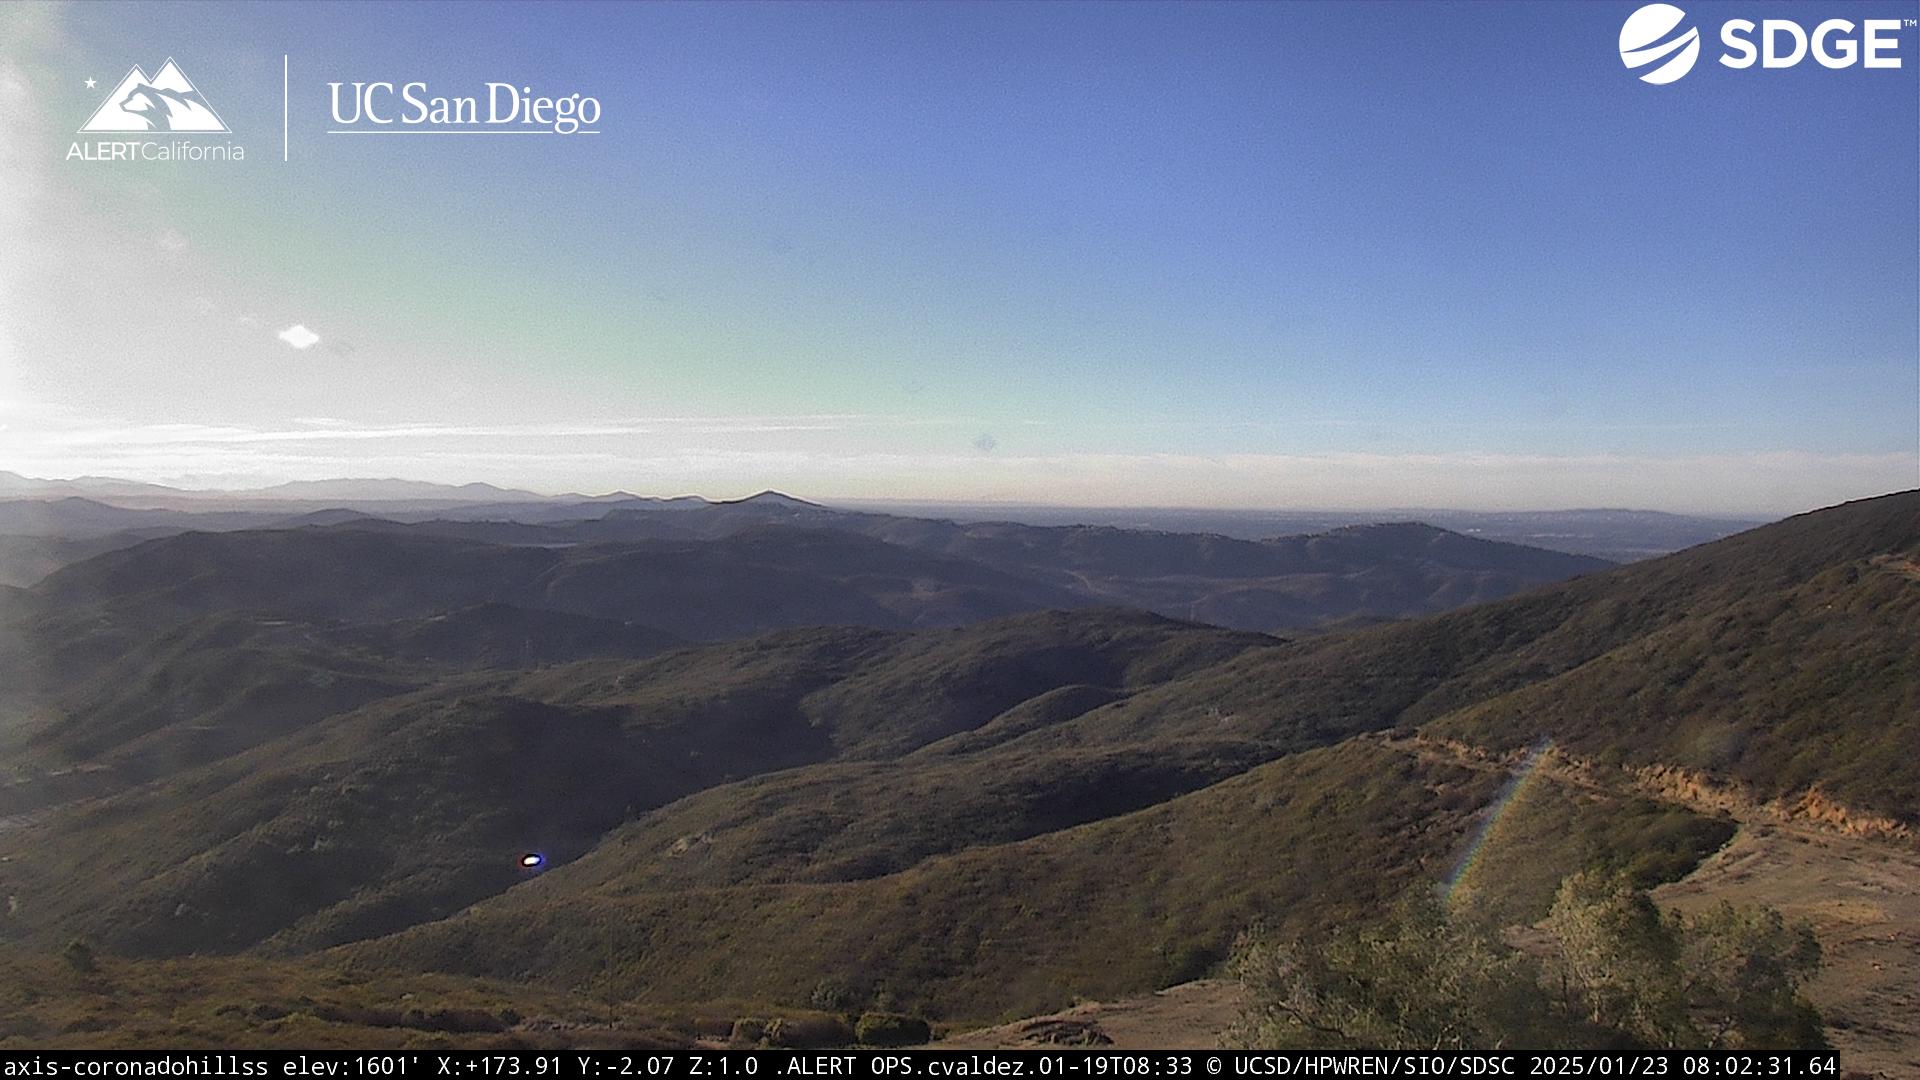 ALERTCalifornia
UC San Diego
SDGE™
axis-coronadohillss elev:1601' X:+173.91 Y:-2.07 Z:1.0 .ALERT OPS.cvaldez.01-19T08:33 © UCSD/HPWREN/SIO/SDSC 2025/01/23 08:02:31.64